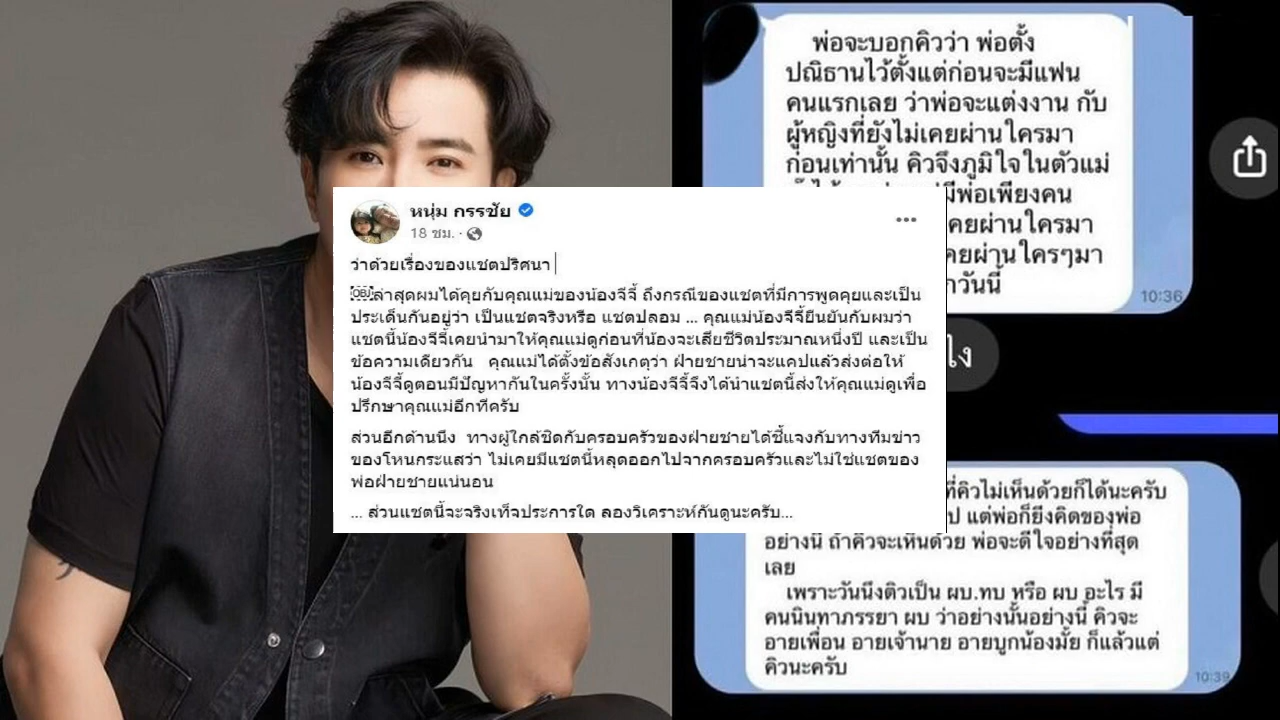 พ่อจะบอกคิวว่า พ่อตั้ง
ปณิธานไว้ตั้งแต่ก่อนจะมีแฟน
คนแรกเลย ว่าพ่อจะแต่งงาน กับ
ผู้หญิงที่ยังไม่เคยผ่านใครมา
ก่อนเท่านั้น คิวจึงภูมิใจในตัวแม่
มีพ่อเพียงคน
เคยผ่านใครมา
เคยผ่านใครๆมา
วันนี้
10:36
หนุ่ม กรรชัย
18 ชม.
ว่าด้วยเรื่องของแชตปริศนา
OBJ ล่าสุดผมได้คุยกับคุณแม่ของน้องจีจี้ ถึงกรณีของแชตที่มีการพูดคุยและเป็น
ประเด็นกันอยู่ว่า เป็นแชตจริงหรือ แชตปลอม ... คุณแม่น้องจีจี้ยืนยันกับผมว่า
แชตนี้น้องจีจี้เคยนำมาให้คุณแม่ดูก่อนที่น้องจะเสียชีวิตประมาณหนึ่งปี และเป็น
ข้อความเดียวกัน คุณแม่ได้ตั้งข้อสังเกตุว่า ฝ่ายชายน่าจะแคปแล้วส่งต่อให้
น้องจีจี้ดูตอนมีปัญหากันในครั้งนั้น ทางน้องจีจี้จึงได้นำแชตนี้ส่งให้คุณแม่ดูเพื่อ
ปรึกษาคุณแม่อีกทีครับ
ส่วนอีกด้านนึง ทางผู้ใกล้ชิดกับครอบครัวของฝ่ายชายได้ชี้แจงกับทางทีมข่าว
ของโหนกระแสว่า ไม่เคยมีแชตนี้หลุดออกไปจากครอบครัวและไม่ใช่แชตของ
พ่อฝ่ายชายแน่นอน
... ส่วนแชตนี้จะจริงเท็จประการใด ลองวิเคราะห์กันดูนะครับ...
ที่คิวไม่เห็นด้วยก็ได้นะครับ
แต่พ่อก็ยึงคิดของพ่อ
อย่างนี้ ถ้าคิวจะเห็นด้วย พ่อจะดีใจอย่างที่สุด
เลย
เพราะวันนึงติวเป็น ผบ.ทบ หรือ ผบ อะไร มี
คนนินทาภรรยา ผบ ว่าอย่างนั้นอย่างนี้ คิวจะ
อายเพื่อน อายเจ้านาย อายบูกน้องมั้ย ก็แล้วแต่
คิวนะครับ
10:39